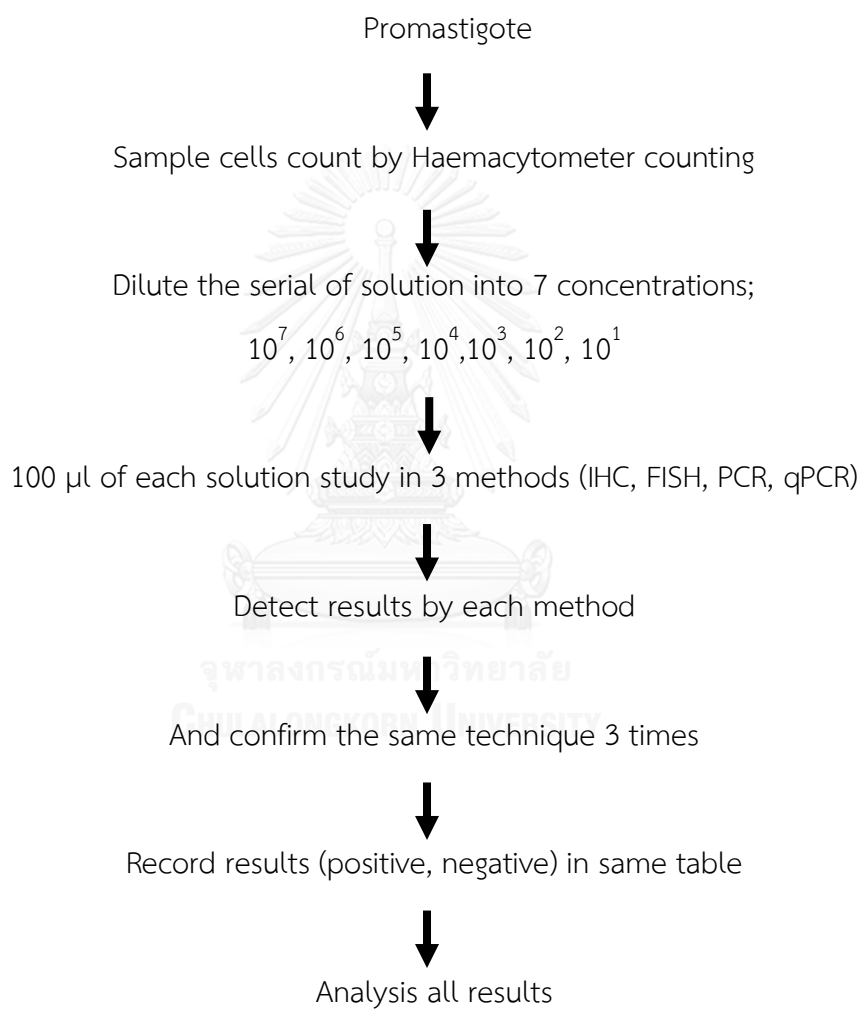 Promastigote
Sample cells count by Haemacytometer counting
Dilute the serial of solution into 7 concentrations;
10⁷, 10⁶, 10⁵, 10⁴,10³, 10², 10¹
100 µl of each solution study in 3 methods (IHC, FISH, PCR, qPCR)
Detect results by each method
จุฬาลงกรณ์มหาวิทยาลัย
CHULALONGKORN UNIVERSITY
And confirm the same technique 3 times
Record results (positive, negative) in same table
Analysis all results